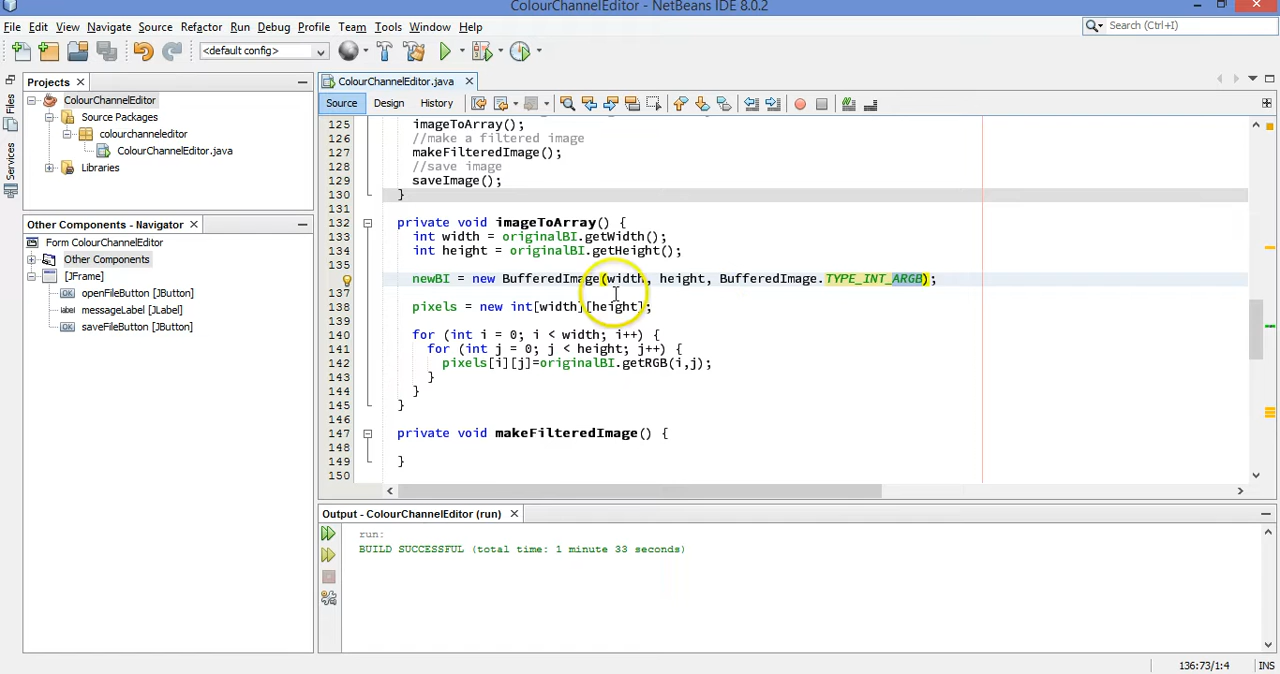 ColourChannelEditor - NetBeans IDE 8.0.2
File Edit View Navigate Source Refactor Run Debug Profile Team Tools Window Help
Search (Ctrl+I)
<default config>
Projects
ColourChannelEditor.java
Files
Services
ColourChannelEditor
Source Packages
colourchanneleditor
ColourChannelEditor.java
Libraries
Other Components - Navigator
Form ColourChannelEditor
Other Components
[JFrame]
openFileButton [JButton]
label messageLabel [JLabel]
saveFileButton [JButton]
Source Design History
125 imageToArray();
126 //make a filtered image
127 makeFilteredImage();
128 //save image
129 saveImage();
130 }
131
132 private void imageToArray() {
133 int width = originalBI.getWidth();
134 int height = originalBI.getHeight();
135
newBI = new BufferedImage(width, height, BufferedImage.TYPE_INT_ARGB);
137
138 pixels = new int[width][height];
139
140 for (int i = 0; i < width; i++) {
141 for (int j = 0; j < height; j++) {
142 pixels[i][j]=originalBI.getRGB(i,j);
143 }
144 }
145 }
146
147 private void makeFilteredImage() {
148
149 }
150
Output - ColourChannelEditor (run)
run:
BUILD SUCCESSFUL (total time: 1 minute 33 seconds)
136:73/1:4 INS